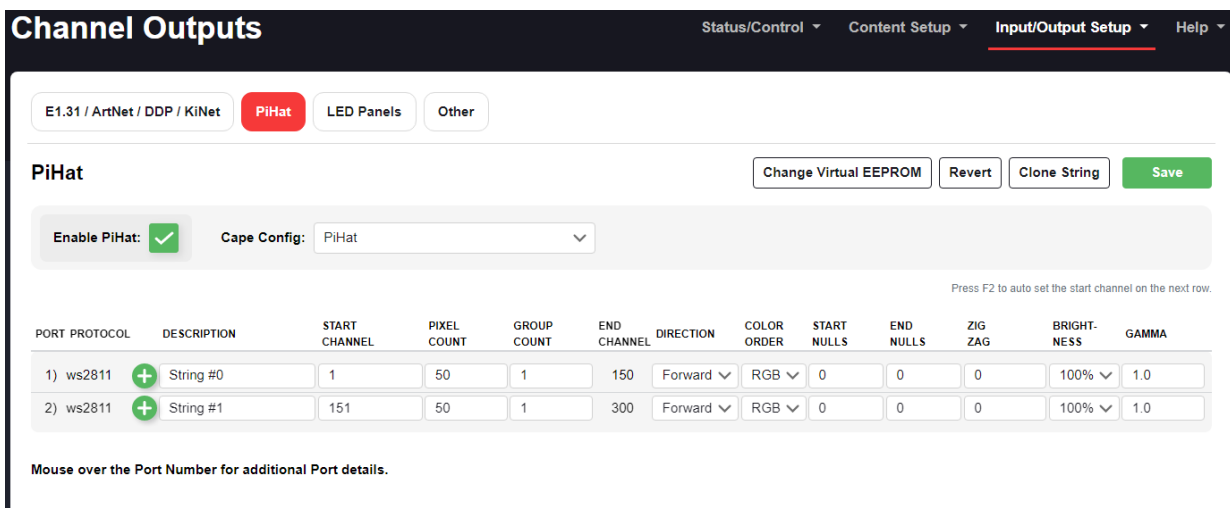 Channel Outputs Status/Control Content Setup Input/Output Setup Help
E1.31 / ArtNet / DDP / KiNet PiHat LED Panels Other
PiHat Change Virtual EEPROM Revert Clone String Save
Enable PiHat: Cape Config: PiHat
Press F2 to auto set the start channel on the next row.
PORT PROTOCOL DESCRIPTION START CHANNEL PIXEL COUNT GROUP COUNT END CHANNEL DIRECTION COLOR ORDER START NULLS END NULLS ZIG ZAG BRIGHT-NESS GAMMA
1) ws2811 String #0 1 50 1 150 Forward RGB 0 0 0 100% 1.0
2) ws2811 String #1 151 50 1 300 Forward RGB 0 0 0 100% 1.0
Mouse over the Port Number for additional Port details.